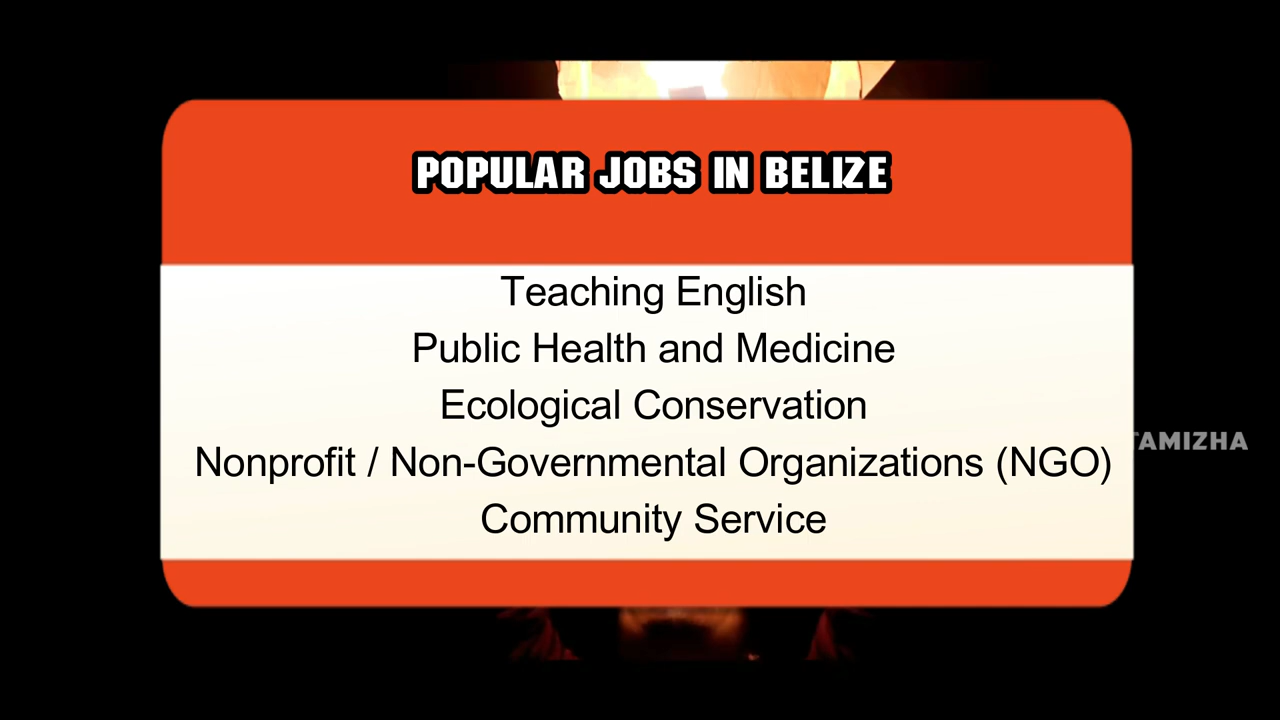 POPULAR JOBS IN BELIZE
Teaching English
Public Health and Medicine
Ecological Conservation
Nonprofit / Non-Governmental Organizations (NGO)
Community Service
TAMIZHA